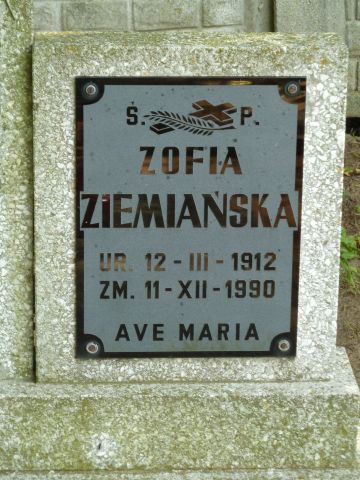 Ś. P.
ZOFIA
ZIEMIAŃSKA
UR. 12 - III - 1912
ZM. 11 - XII - 1990
AVE MARIA